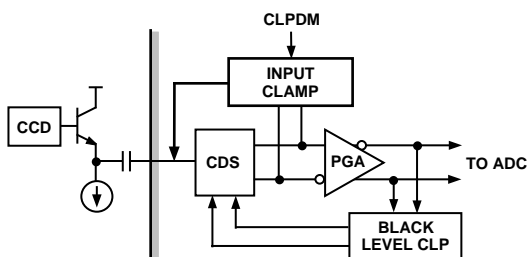 CLPDM
INPUT
CLAMP
CCD
CDS
PGA
TO ADC
BLACK
LEVEL CLP